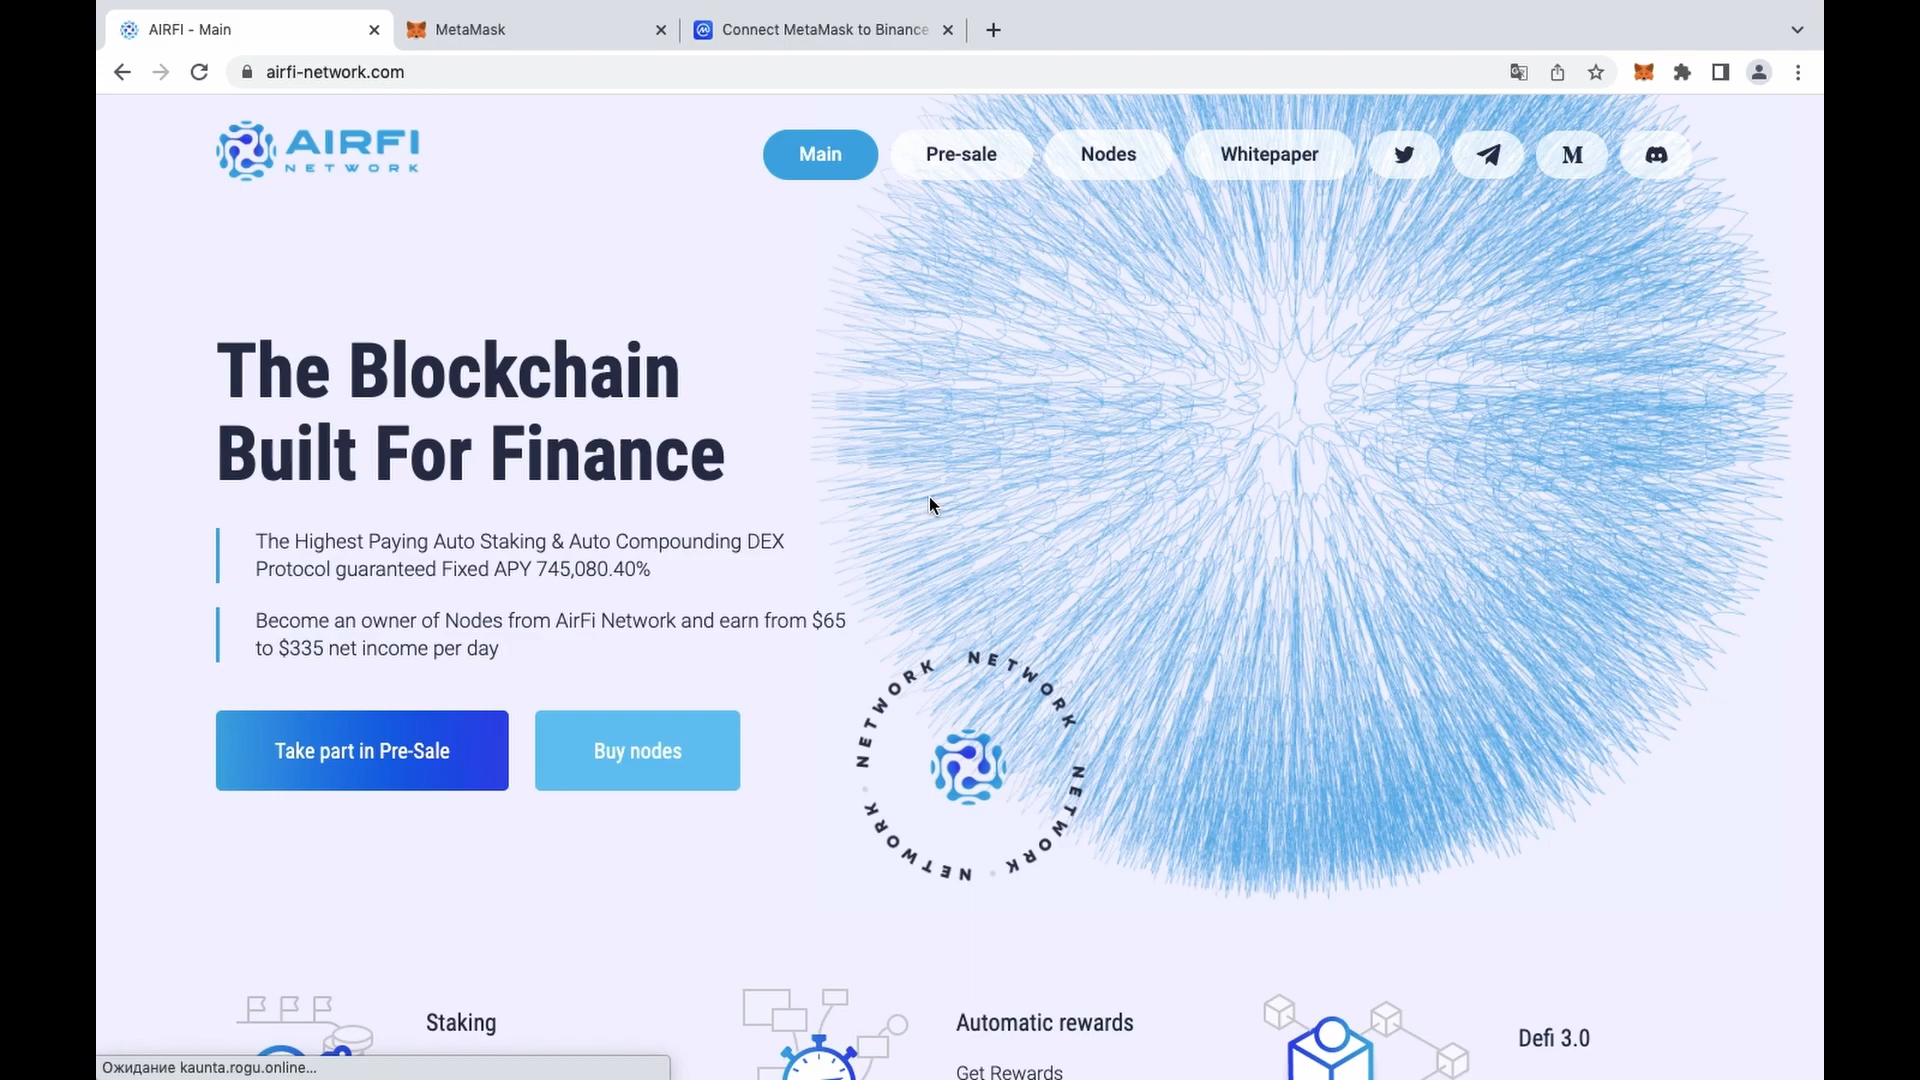 AIRFI - Main
MetaMask
Connect MetaMask to Binance
airfi-network.com
AIRFI
NETWORK
Main
Pre-sale
Nodes
Whitepaper
M
The Blockchain
Built For Finance
The Highest Paying Auto Staking & Auto Compounding DEX
Protocol guaranteed Fixed APY 745,080.40%
Become an owner of Nodes from AirFi Network and earn from $65
to $335 net income per day
Take part in Pre-Sale
Buy nodes
NETWORK • NETWORK • NETWORK • NETWORK
Staking
Automatic rewards
Get Rewards
Defi 3.0
Ожидание kaunta.rogu.online...